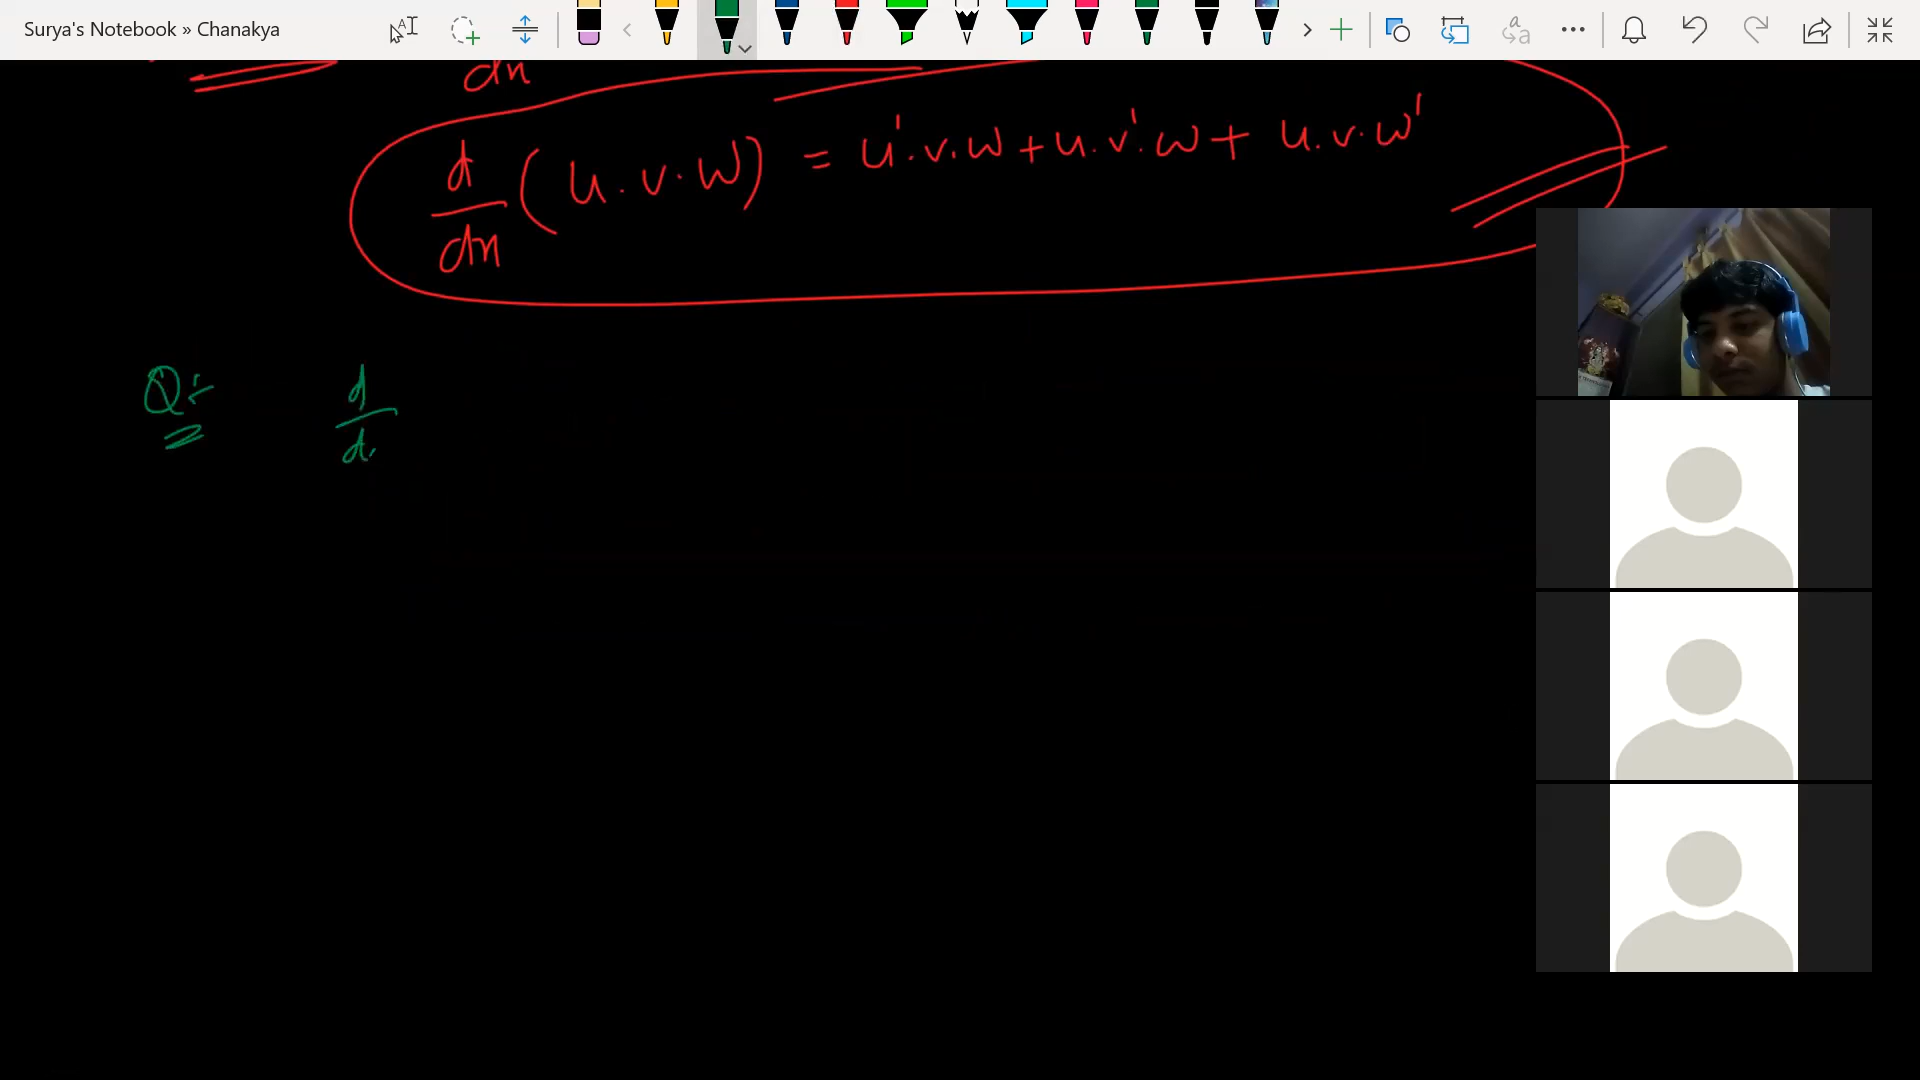 Surya's Notebook » Chanakya
dx
d/dx (u.v.w) = u'.v.w + u.v'.w + u.v.w'
Q:- d/d